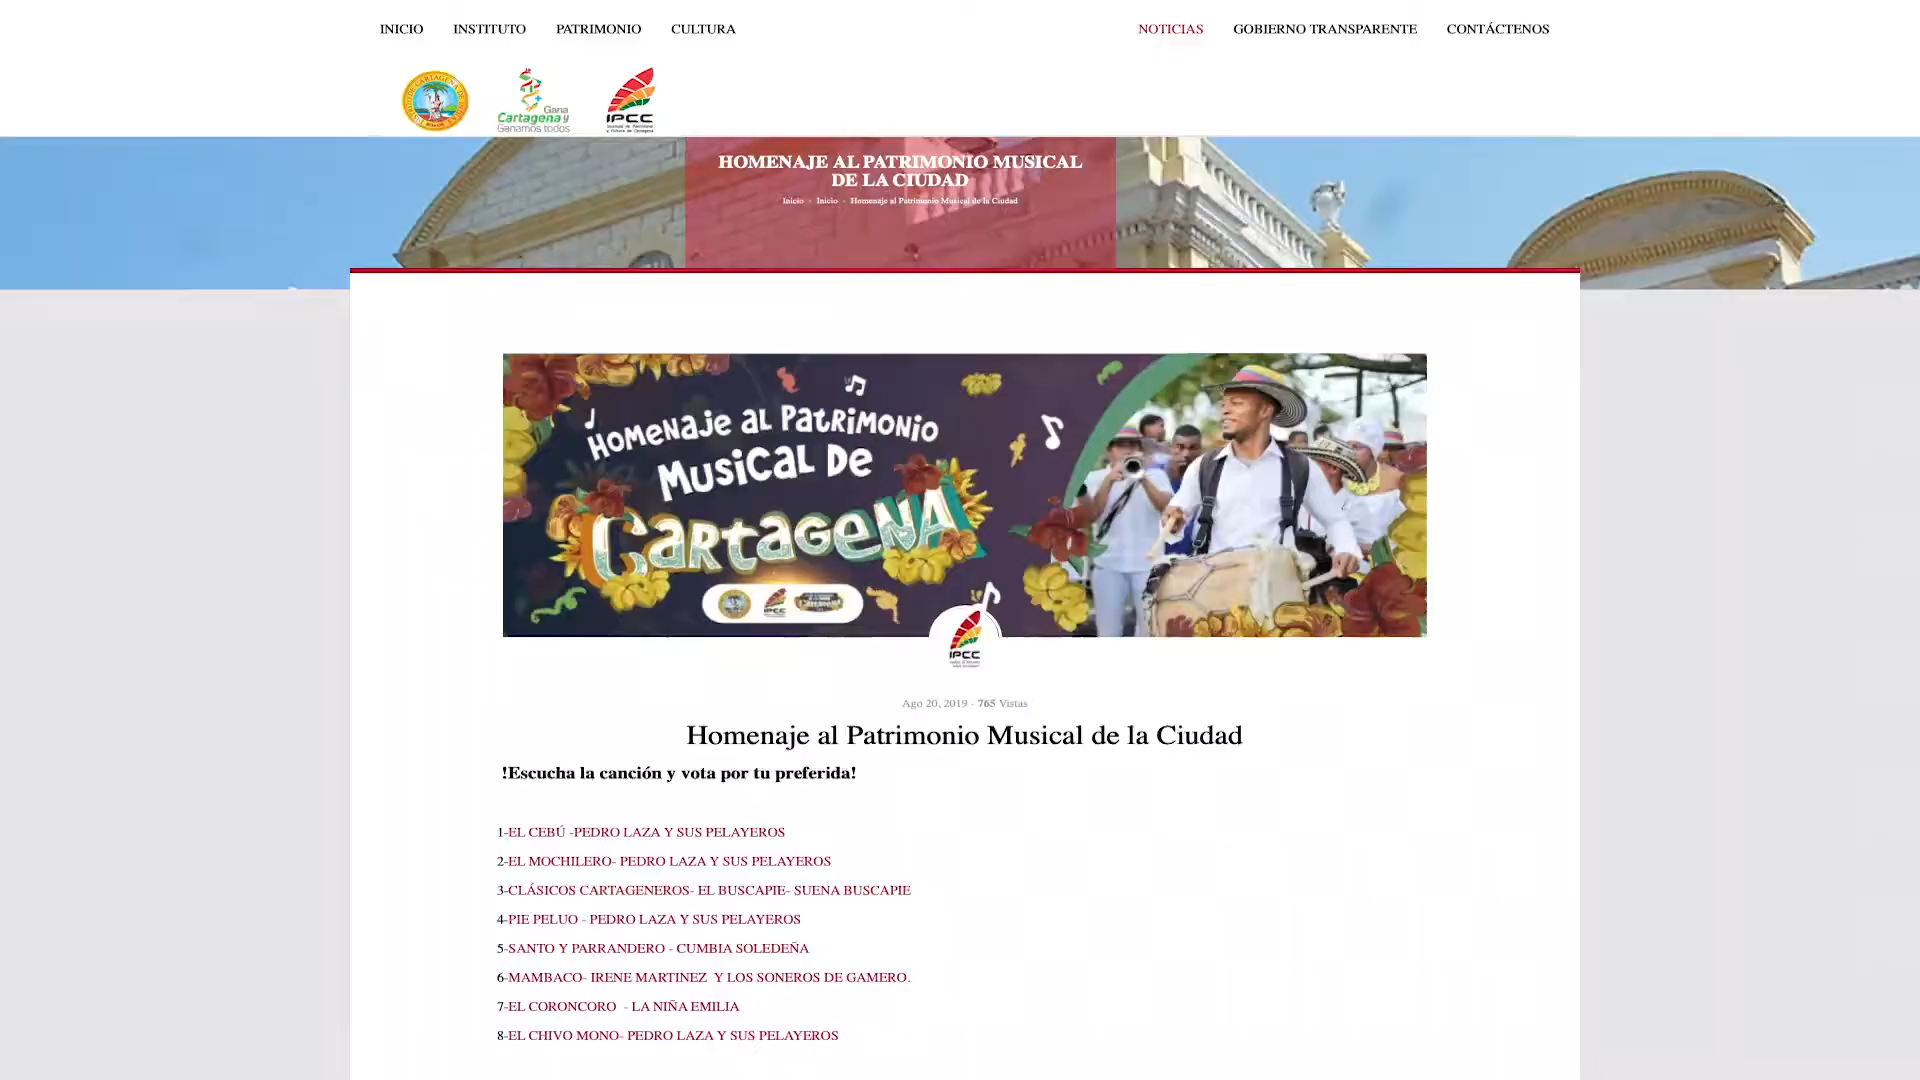 INICIO INSTITUTO PATRIMONIO CULTURA NOTICIAS GOBIERNO TRANSPARENTE CONTÁCTENOS
Gana
Cartagena y
Ganamos todos
IPCC
HOMENAJE AL PATRIMONIO MUSICAL
DE LA CIUDAD
Inicio - Inicio - Homenaje al Patrimonio Musical de la Ciudad
Homenaje al Patrimonio
Musical de
Cartagena
IPCC
Ago 20, 2019 - 765 Vistas
Homenaje al Patrimonio Musical de la Ciudad
!Escucha la canción y vota por tu preferida!
1-EL CEBÚ -PEDRO LAZA Y SUS PELAYEROS
2-EL MOCHILERO- PEDRO LAZA Y SUS PELAYEROS
3-CLÁSICOS CARTAGENEROS- EL BUSCAPIE- SUENA BUSCAPIE
4-PIE PELUO - PEDRO LAZA Y SUS PELAYEROS
5-SANTO Y PARRANDERO - CUMBIA SOLEDEÑA
6-MAMBACO- IRENE MARTINEZ  Y LOS SONEROS DE GAMERO.
7-EL CORONCORO  - LA NIÑA EMILIA
8-EL CHIVO MONO- PEDRO LAZA Y SUS PELAYEROS